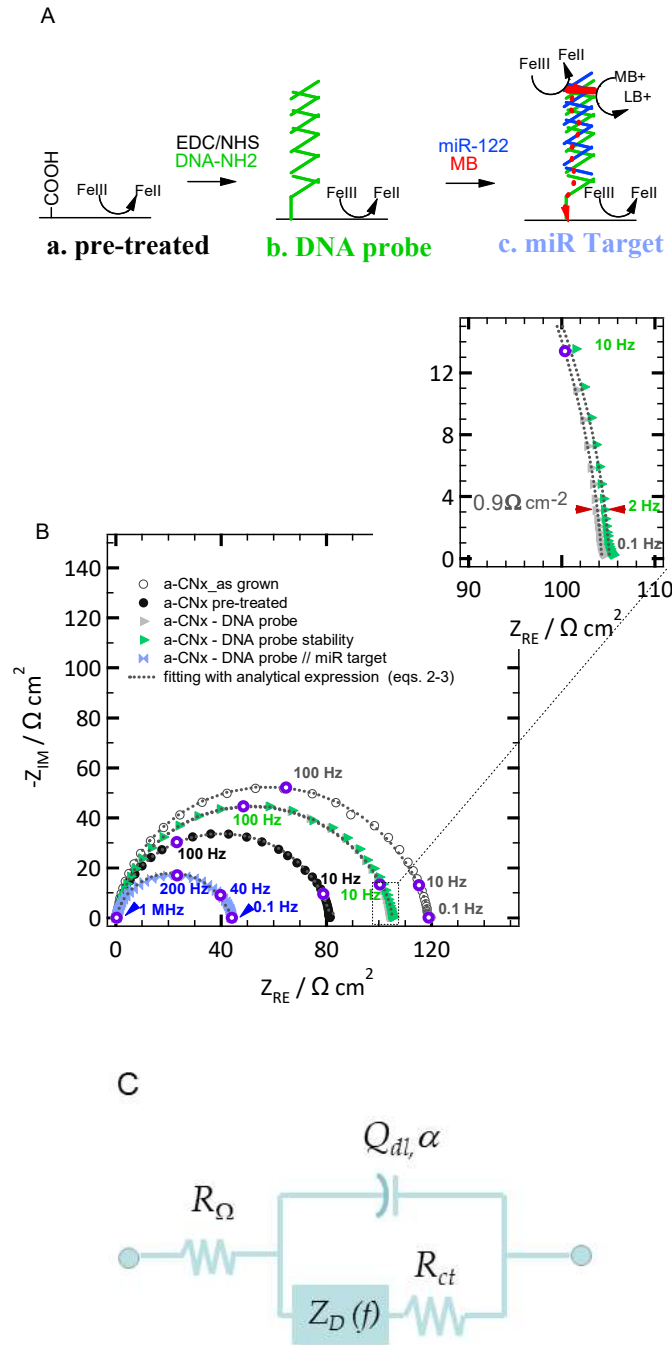 A
–COOH
FeIII
FeII
a. pre-treated
EDC/NHS
DNA-NH2
FeIII
FeII
b. DNA probe
miR-122
MB
FeIII
FeII
MB+
LB+
FeIII
FeII
c. miR Target
12
8
4
0
10 Hz
0.9Ω cm-2
2 Hz
0.1 Hz
90
100
110
ZRE / Ω cm2
B
140
120
100
80
60
40
20
0
-ZIM / Ω cm2
a-CNx_as grown
a-CNx pre-treated
a-CNx - DNA probe
a-CNx - DNA probe stability
a-CNx - DNA probe // miR target
fitting with analytical expression (eqs. 2-3)
100 Hz
100 Hz
100 Hz
200 Hz
40 Hz
10 Hz
10 Hz
10 Hz
1 MHz
0.1 Hz
0.1 Hz
0
40
80
120
ZRE / Ω cm2
C
Qdl, α
RΩ
Rct
ZD (f)